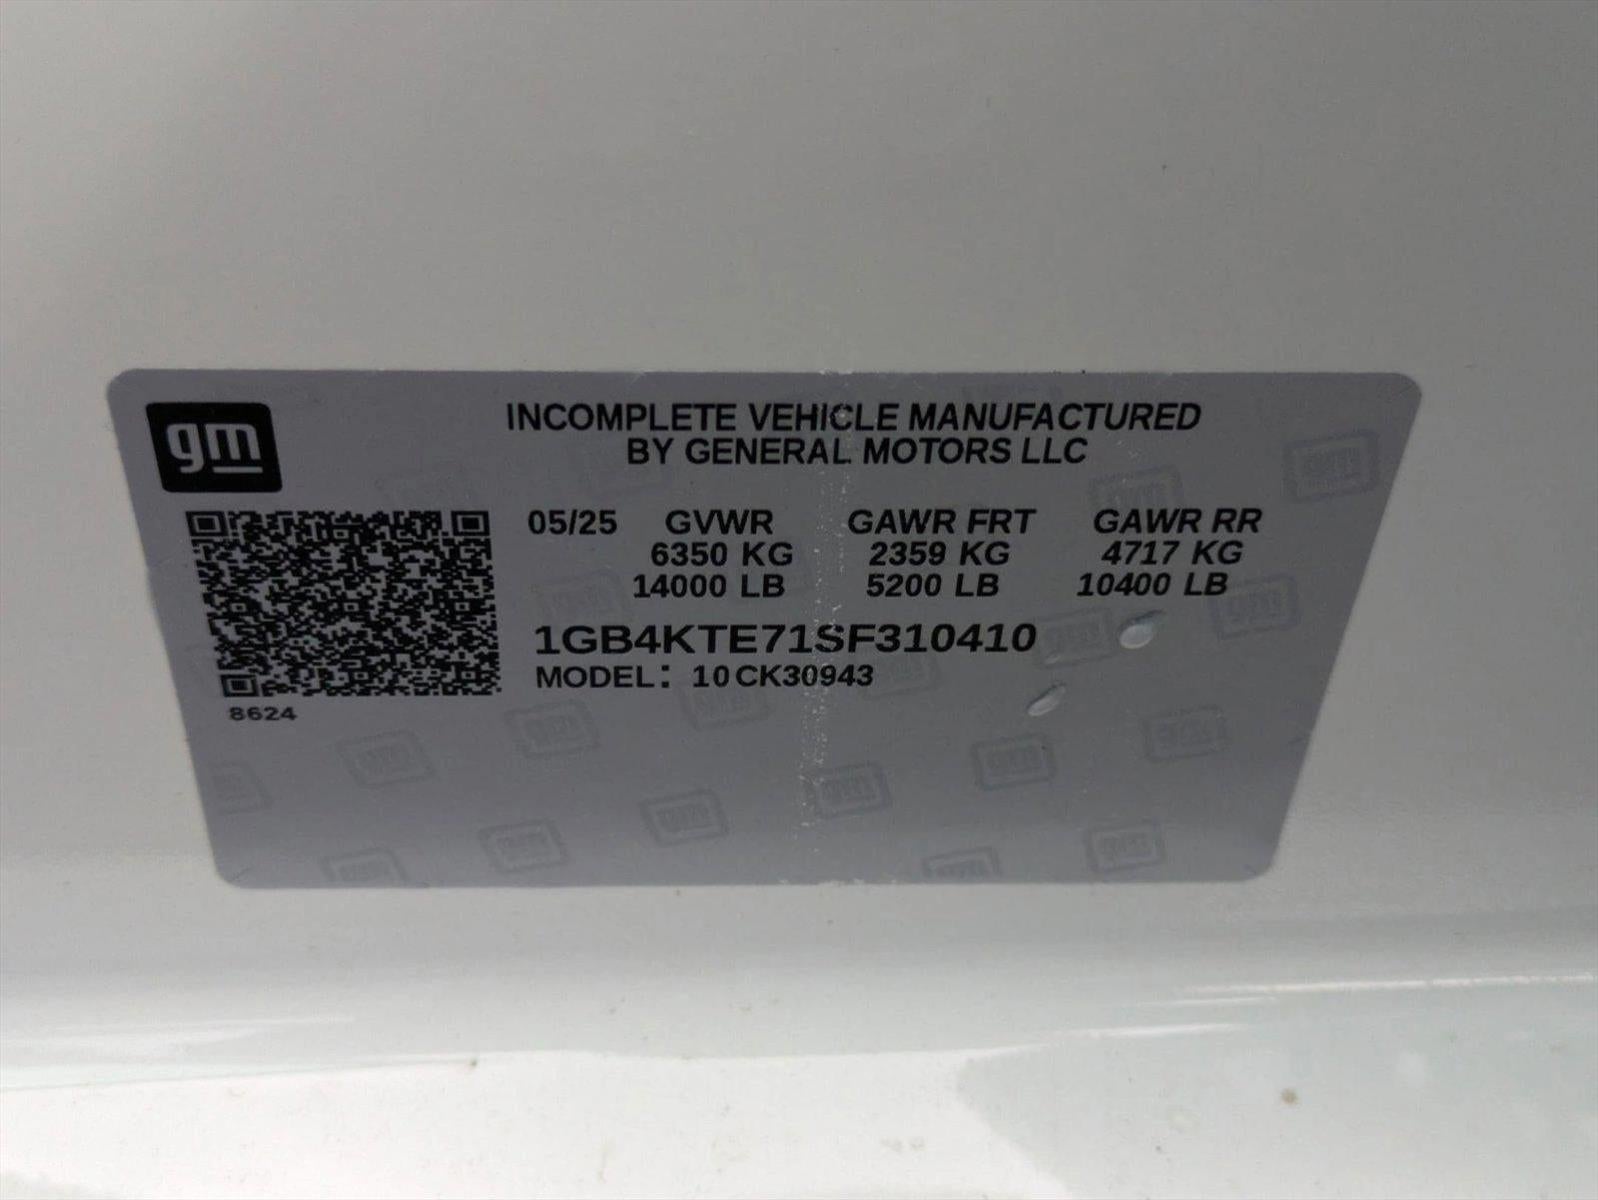 gm
INCOMPLETE VEHICLE MANUFACTURED
BY GENERAL MOTORS LLC
05/25 GVWR GAWR FRT GAWR RR
6350 KG 2359 KG 4717 KG
14000 LB 5200 LB 10400 LB
1GB4KTE71SF310410
MODEL: 10CK30943
8624